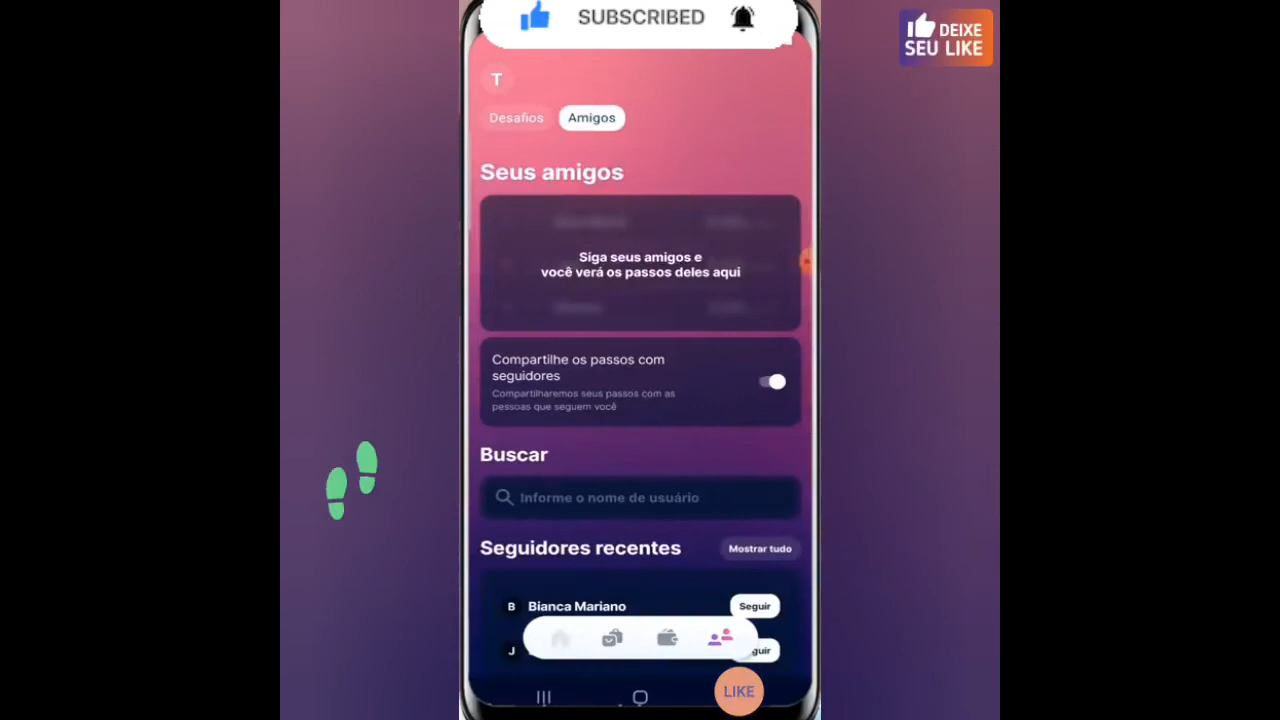 SUBSCRIBED
DEIXE
SEU LIKE
T
Desafios
Amigos
Seus amigos
Siga seus amigos e
você verá os passos deles aqui
Compartilhe os passos com
seguidores
Compartilharemos seus passos com as
pessoas que seguem você
Buscar
Informe o nome de usuário
Seguidores recentes
Mostrar tudo
B
Bianca Mariano
Seguir
J
LIKE